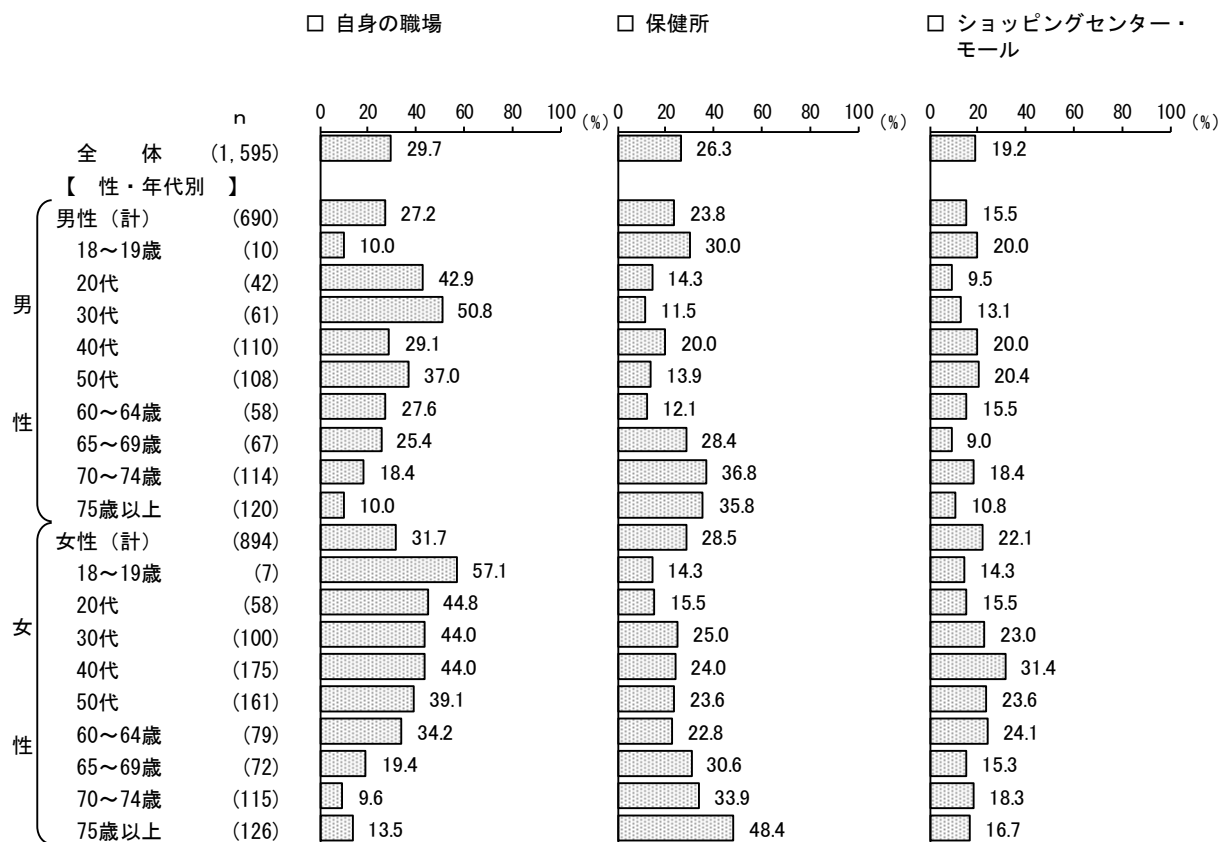 □ 自身の職場 □ 保健所 □ ショッピングセンター・
モール
0 20 40 60 80 100 (%) 0 20 40 60 80 100 (%) 0 20 40 60 80 100 (%)
n
全 体 (1,595) 29.7 26.3 19.2
【 性・年代別 】
男性（計） (690) 27.2 23.8 15.5
18～19歳 (10) 10.0 30.0 20.0
20代 (42) 42.9 14.3 9.5
男
30代 (61) 50.8 11.5 13.1
40代 (110) 29.1 20.0 20.0
50代 (108) 37.0 13.9 20.4
性
60～64歳 (58) 27.6 12.1 15.5
65～69歳 (67) 25.4 28.4 9.0
70～74歳 (114) 18.4 36.8 18.4
75歳以上 (120) 10.0 35.8 10.8
女性（計） (894) 31.7 28.5 22.1
18～19歳 (7) 57.1 14.3 14.3
20代 (58) 44.8 15.5 15.5
女
30代 (100) 44.0 25.0 23.0
40代 (175) 44.0 24.0 31.4
50代 (161) 39.1 23.6 23.6
60～64歳 (79) 34.2 22.8 24.1
性
65～69歳 (72) 19.4 30.6 15.3
70～74歳 (115) 9.6 33.9 18.3
75歳以上 (126) 13.5 48.4 16.7